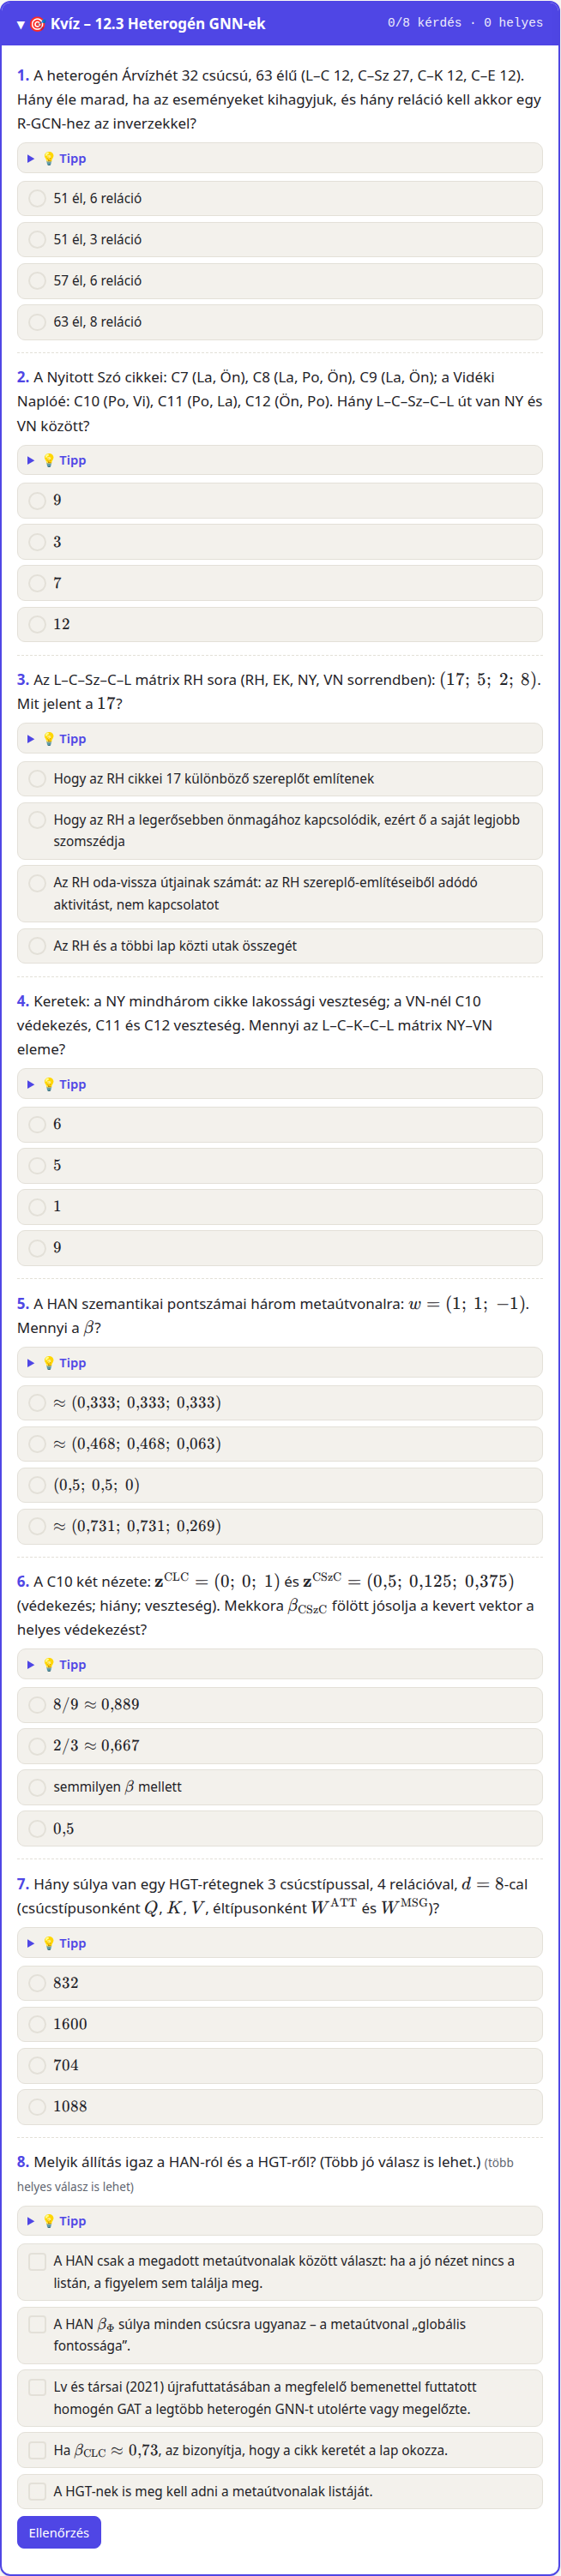 ▼ 🎯 Kvíz – 12.3 Heterogén GNN-ek 0/8 kérdés · 0 helyes
1. A heterogén Árvízhét 32 csúcsú, 63 élű (L–C 12, C–Sz 27, C–K 12, C–E 12).
Hány éle marad, ha az eseményeket kihagyjuk, és hány reláció kell akkor egy
R-GCN-hez az inverzekkel?
▶ 💡 Tipp
51 él, 6 reláció
51 él, 3 reláció
57 él, 6 reláció
63 él, 8 reláció
2. A Nyitott Szó cikkei: C7 (La, Ön), C8 (La, Po, Ön), C9 (La, Ön); a Vidéki
Naplóé: C10 (Po, Vi), C11 (Po, La), C12 (Ön, Po). Hány L–C–Sz–C–L út van NY és
VN között?
▶ 💡 Tipp
9
3
7
12
3. Az L–C–Sz–C–L mátrix RH sora (RH, EK, NY, VN sorrendben): (17; 5; 2; 8).
Mit jelent a 17?
▶ 💡 Tipp
Hogy az RH cikkei 17 különböző szereplőt említenek
Hogy az RH a legerősebben önmagához kapcsolódik, ezért ő a saját legjobb
szomszédja
Az RH oda-vissza útjainak számát: az RH szereplő-említéseiből adódó
aktivitást, nem kapcsolatot
Az RH és a többi lap közti utak összegét
4. Keretek: a NY mindhárom cikke lakossági veszteség; a VN-nél C10
védekezés, C11 és C12 veszteség. Mennyi az L–C–K–C–L mátrix NY–VN
eleme?
▶ 💡 Tipp
6
5
1
9
5. A HAN szemantikai pontszámai három metaútvonalra: w = (1; 1; −1).
Mennyi a β?
▶ 💡 Tipp
≈ (0,333; 0,333; 0,333)
≈ (0,468; 0,468; 0,063)
(0,5; 0,5; 0)
≈ (0,731; 0,731; 0,269)
6. A C10 két nézete: z^CLC = (0; 0; 1) és z^CSzC = (0,5; 0,125; 0,375)
(védekezés; hiány; veszteség). Mekkora β_CSzC fölött jósolja a kevert vektor a
helyes védekezést?
▶ 💡 Tipp
8/9 ≈ 0,889
2/3 ≈ 0,667
semmilyen β mellett
0,5
7. Hány súlya van egy HGT-rétegnek 3 csúcstípussal, 4 relációval, d = 8-cal
(csúcstípusonként Q, K, V, éltípusonként W^ATT és W^MSG)?
▶ 💡 Tipp
832
1600
704
1088
8. Melyik állítás igaz a HAN-ról és a HGT-ről? (Több jó válasz is lehet.) (több
helyes válasz is lehet)
▶ 💡 Tipp
A HAN csak a megadott metaútvonalak között választ: ha a jó nézet nincs a
listán, a figyelem sem találja meg.
A HAN β_Φ súlya minden csúcsra ugyanaz – a metaútvonal „globális
fontossága”.
Lv és társai (2021) újrafuttatásában a megfelelő bemenettel futtatott
homogén GAT a legtöbb heterogén GNN-t utolérte vagy megelőzte.
Ha β_CLC ≈ 0,73, az bizonyítja, hogy a cikk keretét a lap okozza.
A HGT-nek is meg kell adni a metaútvonalak listáját.
Ellenőrzés